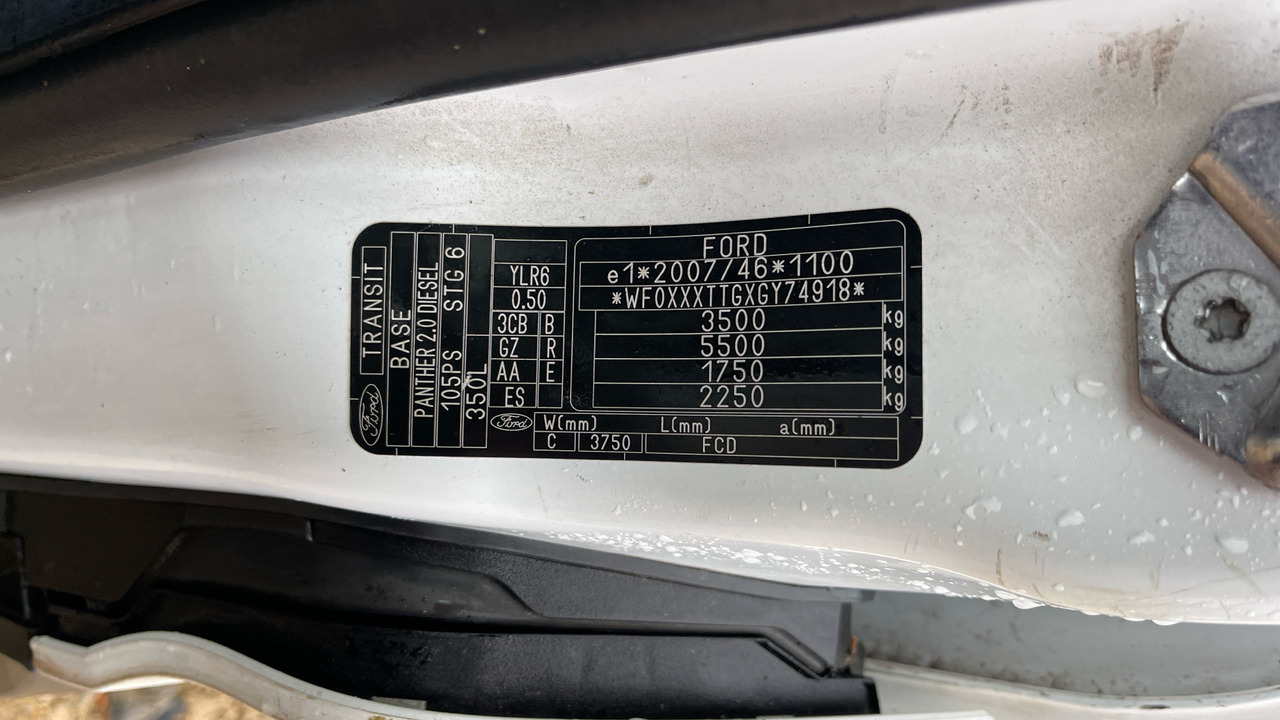 TRANSIT
BASE
PANTHER 2.0 DIESEL
105PS STG 6
350L
Ford
YLR6
0.50
3CB B
GZ R
AA E
ES
FORD
e1*2007/46*1100
*WF0XXXTTGXGY74918*
3500 kg
5500 kg
1750 kg
2250 kg
Ford
W(mm) L(mm) a(mm)
C 3750 FCD